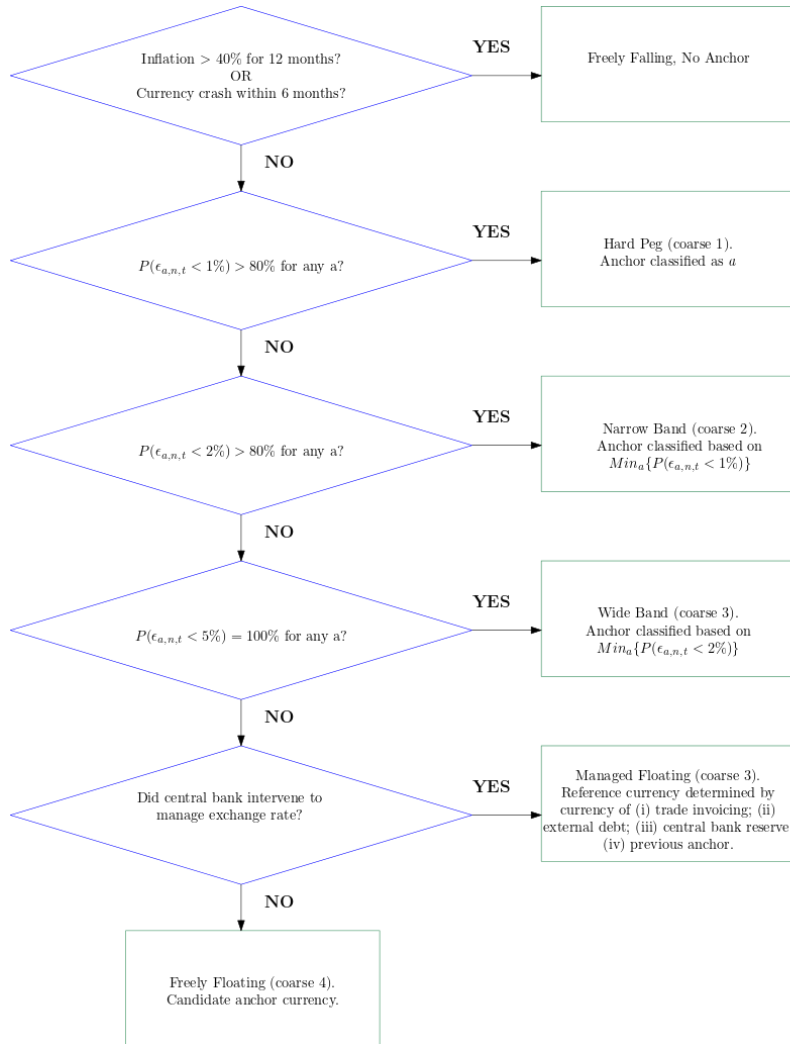 Inflation > 40% for 12 months?
OR
Currency crash within 6 months?
YES
Freely Falling, No Anchor
NO
P(ϵ_{a,n,t} < 1%) > 80% for any a?
YES
Hard Peg (coarse 1).
Anchor classified as a
NO
P(ϵ_{a,n,t} < 2%) > 80% for any a?
YES
Narrow Band (coarse 2).
Anchor classified based on
Min_a{P(ϵ_{a,n,t} < 1%)}
NO
P(ϵ_{a,n,t} < 5%) = 100% for any a?
YES
Wide Band (coarse 3).
Anchor classified based on
Min_a{P(ϵ_{a,n,t} < 2%)}
NO
Did central bank intervene to
manage exchange rate?
YES
Managed Floating (coarse 3).
Reference currency determined by
currency of (i) trade invoicing; (ii)
external debt; (iii) central bank reserve
(iv) previous anchor.
NO
Freely Floating (coarse 4).
Candidate anchor currency.